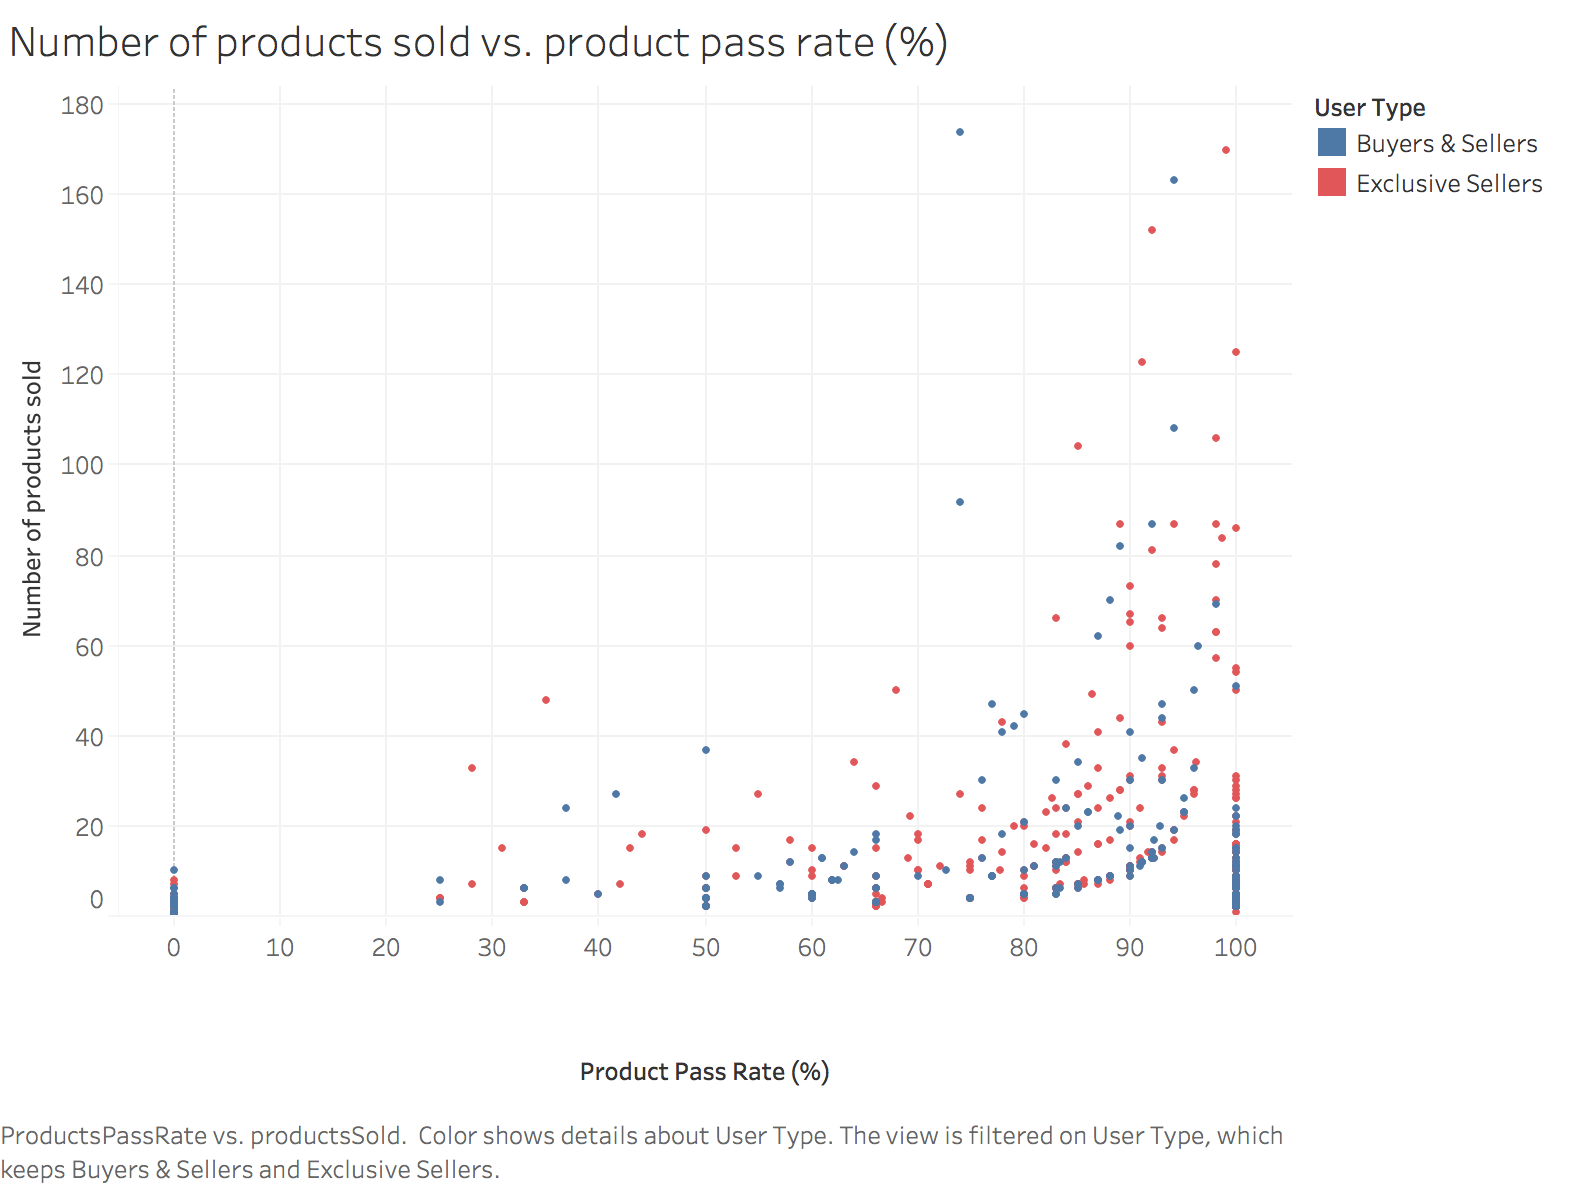 Number of products sold vs. product pass rate (%)
User Type
Buyers & Sellers
Exclusive Sellers
Number of products sold
180
160
140
120
100
80
60
40
20
0
0 10 20 30 40 50 60 70 80 90 100
Product Pass Rate (%)
ProductsPassRate vs. productsSold.  Color shows details about User Type. The view is filtered on User Type, which
keeps Buyers & Sellers and Exclusive Sellers.